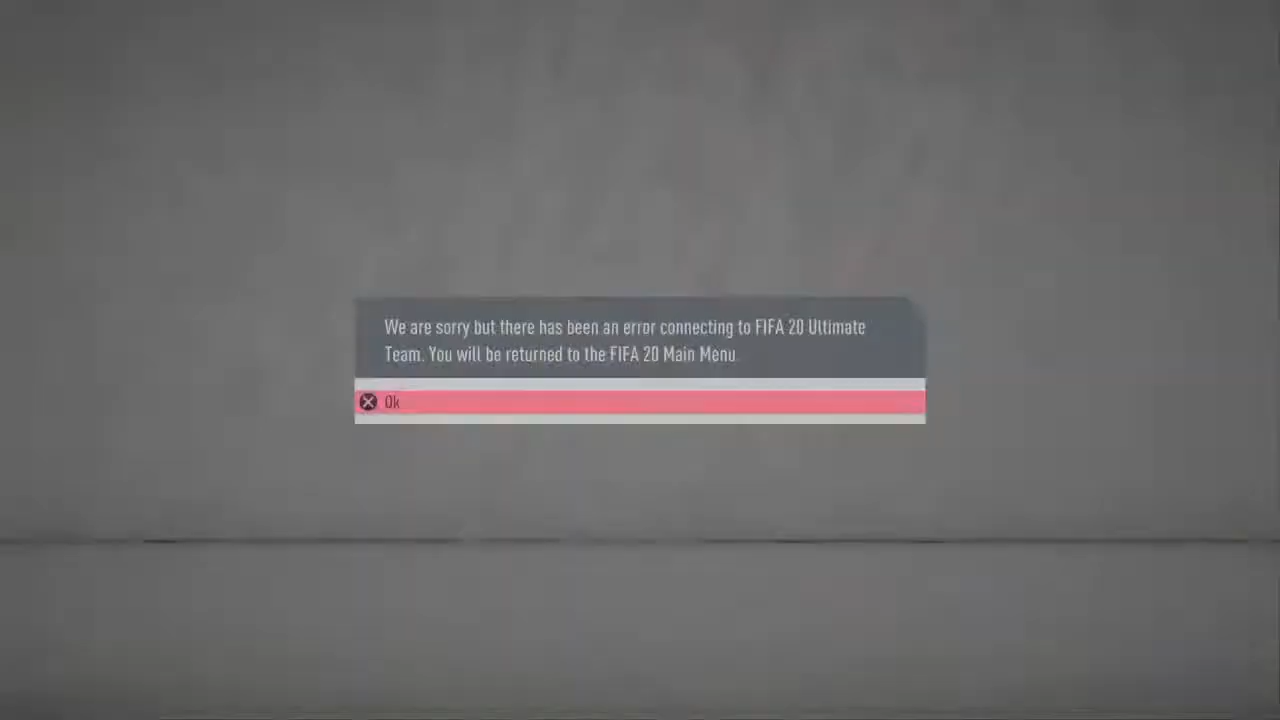 We are sorry but there has been an error connecting to FIFA 20 Ultimate
Team. You will be returned to the FIFA 20 Main Menu.
Ok